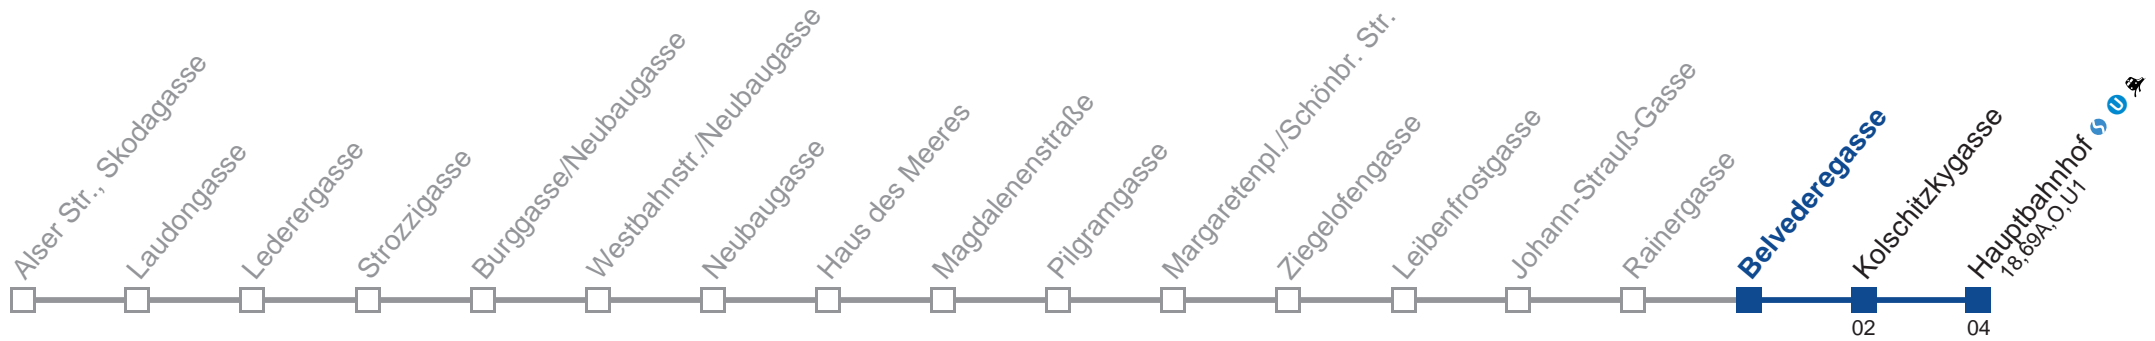 Alser Str., Skodagasse
Laudongasse
Lederergasse
Strozzigasse
Burggasse/Neubaugasse
Westbahnstr./Neubaugasse
Neubaugasse
Haus des Meeres
Magdalenenstraße
Pilgramgasse
Margaretenpl./Schönbr. Str.
Ziegelofengasse
Leibenfrostgasse
Johann-Strauß-Gasse
Rainergasse
Belvederegasse
Kolschitzkygasse
Hauptbahnhof S U
18,69A,O,U1
02
04